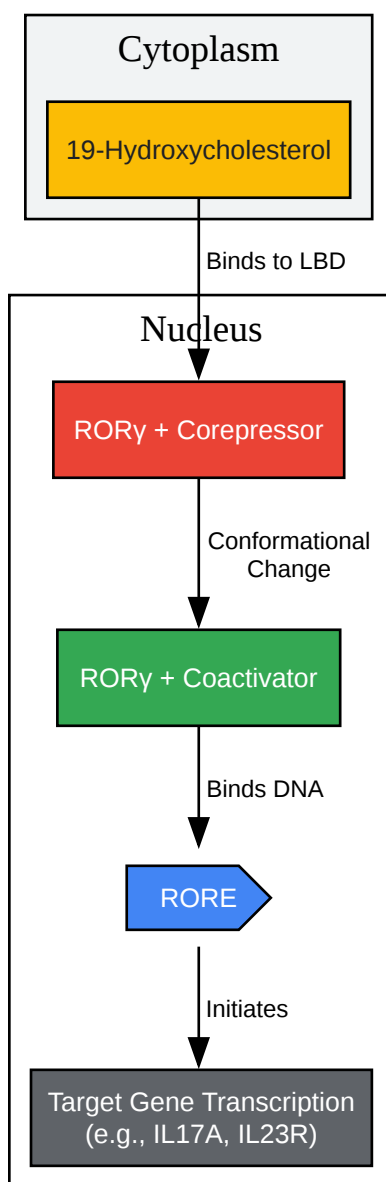 Cytoplasm
19-Hydroxycholesterol
Binds to LBD
Nucleus
RORγ + Corepressor
Conformational
Change
RORγ + Coactivator
Binds DNA
RORE
Initiates
Target Gene Transcription
(e.g., IL17A, IL23R)